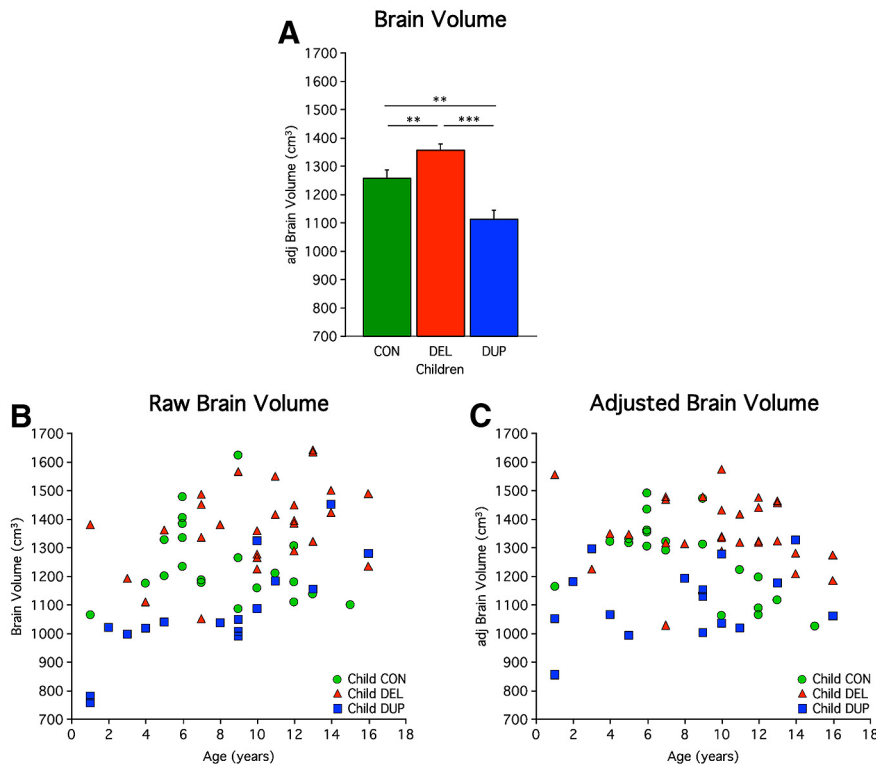 A
Brain Volume
1700
1600
1500
1400
1300
1200
1100
1000
900
800
700
adj Brain Volume (cm³)
**
** ***
CON DEL DUP
Children
B
Raw Brain Volume
1700
1600
1500
1400
1300
1200
1100
1000
900
800
700
Brain Volume (cm³)
Child CON
Child DEL
Child DUP
0 2 4 6 8 10 12 14 16 18
Age (years)
C
Adjusted Brain Volume
1700
1600
1500
1400
1300
1200
1100
1000
900
800
700
adj Brain Volume (cm³)
Child CON
Child DEL
Child DUP
0 2 4 6 8 10 12 14 16 18
Age (years)